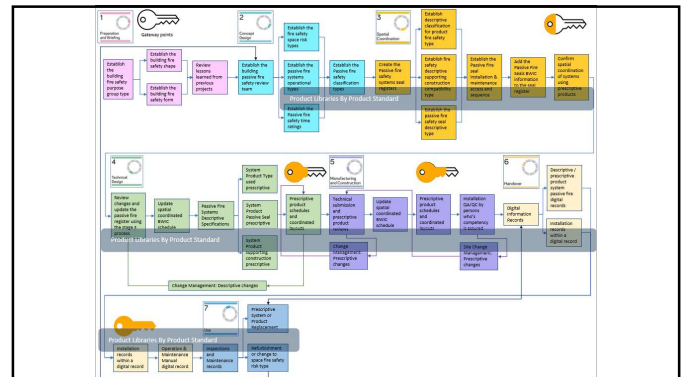 1
Preparation
and Briefing
Gateway points
2
Concept
Design
3
Spatial
Coordination
Establish
the
building
fire safety
purpose
group type
Establish the
building fire
safety shape
Establish the
building fire
safety form
Review
lessons
learned from
previous
projects
Establish the
building
passive fire
safety review
team
Establish the
fire safety
space risk
types
Establish the
passive fire
systems
operational
types
Establish the
Passive fire
safety time
ratings
Establish the
Passive fire
safety
classification
types
Create the
Passive fire
safety
systems seal
registers
Establish
descriptive
classification
for product
fire safety
type
Establish fire
safety
descriptive
supporting
construction
compatibility
type
Establish the
passive fire
safety seal
descriptive
type
Establish the
Passive fire
seal
installation &
maintenance
access and
sequence
Add the
Passive Fire
Seals BWIC
information
to the seal
register
Confirm
spatial
coordination
of systems
using
prescriptive
products
Product Libraries By Product Standard
4
Technical
Design
5
Manufacturing
and Construction
6
Handover
Review
changes and
update the
passive fire
register using
the stage 3
process
Update
spatial
coordinated
BWIC
schedule
Passive Fire
Systems
Descriptive
Specifications
System
Product Type
used
prescriptive
System
Product
Passive Seal
prescriptive
System
Product
supporting
construction
prescriptive
Prescriptive
product
schedules
and
coordinated
layouts
Technical
submission
and
prescriptive
product
reviews
Update
spatial
coordinated
BWIC
schedule
Prescriptive
product
schedules
and
coordinated
layouts
Installation
QA/QC by
persons
who's
competency
is assured
Digital
Information
Records
Descriptive /
prescriptive
product
system
passive fire
digital
records
Installation
records
within a
digital record
Product Libraries By Product Standard
Change
Management:
Prescriptive
changes
Site Change
Management: Prescriptive
changes
Change Management: Descriptive changes
7
Use
Product Libraries By Product Standard
Installation
records
within a
digital record
Operation &
Maintenance
Manual
digital record
Inspections
and
Maintenance
records
Prescriptive
System or
Product
Replacement
Refurbishment
or change to
space fire safety
risk type